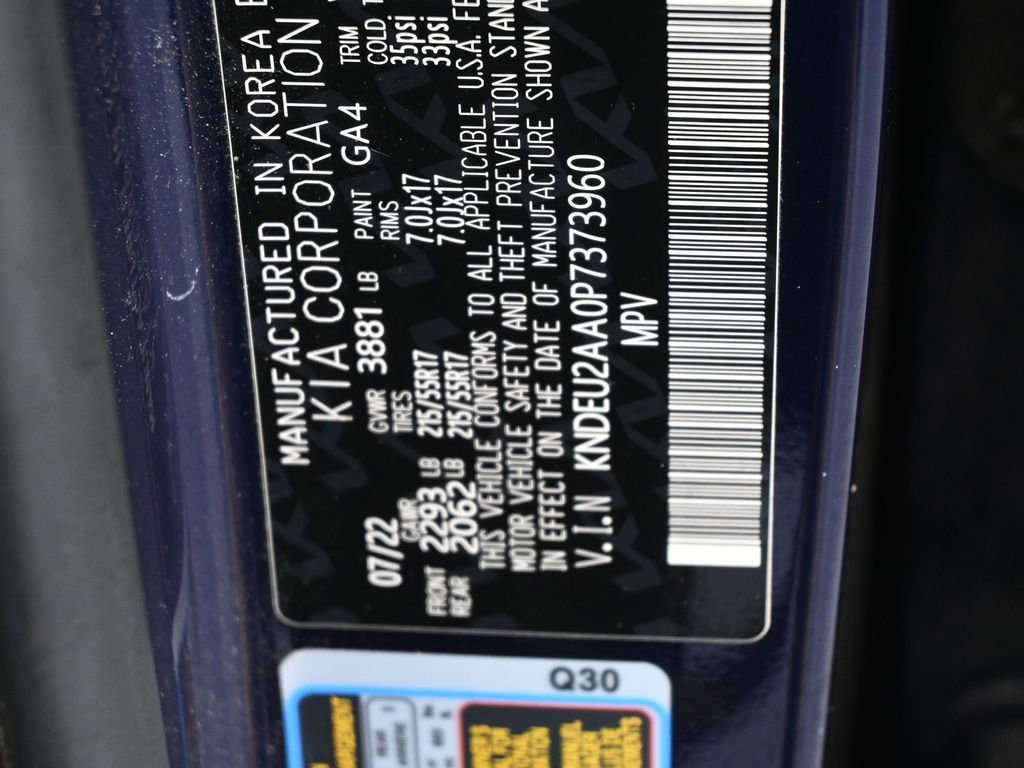 MANUFACTURED IN KOREA
KIA CORPORATION
07/22 GVWR 3881 LB PAINT GA4 TRIM
GAWR TIRES RIMS COLD
FRONT 2293 LB 215/55R17 7.0JX17 35psi
REAR 2062 LB 215/55R17 7.0JX17 33psi
THIS VEHICLE CONFORMS TO ALL APPLICABLE U.S.A. FE
MOTOR VEHICLE SAFETY AND THEFT PREVENTION STAND
IN EFFECT ON THE DATE OF MANUFACTURE SHOWN A
V.I.N KNDEU2AA0P7373960
MPV
Q30